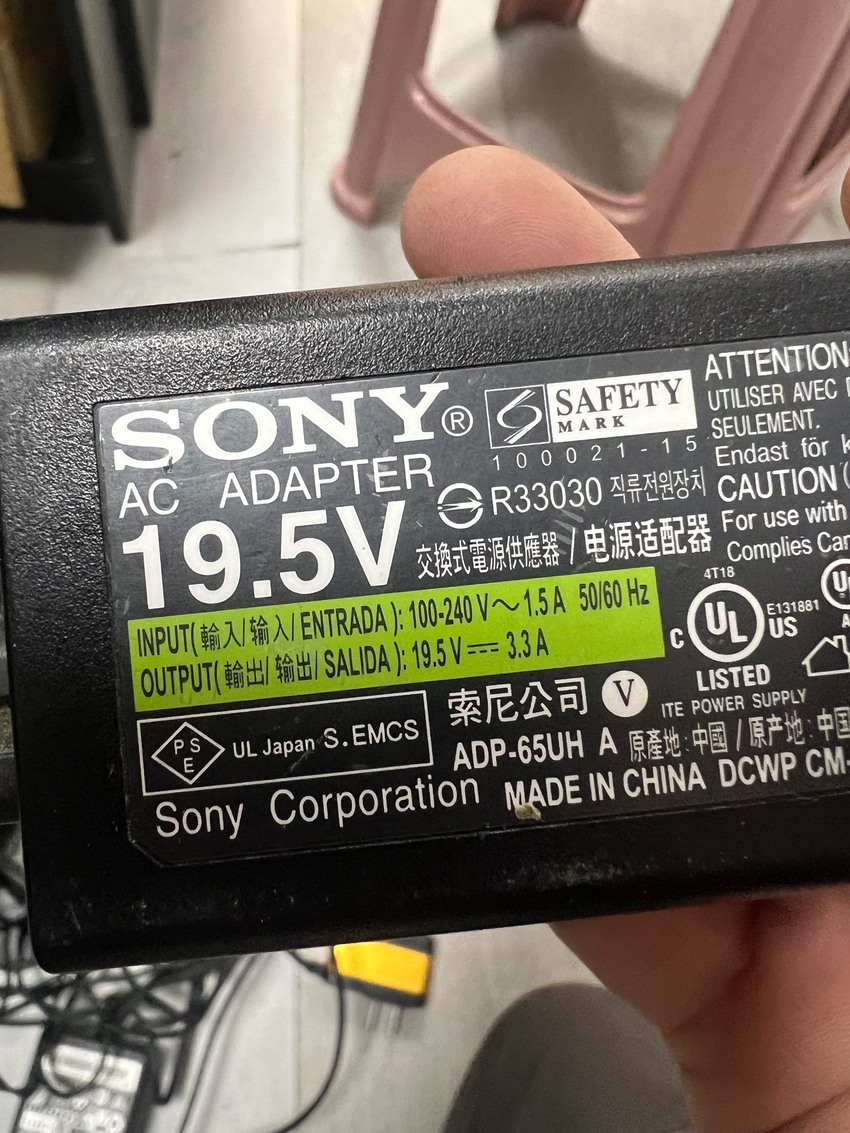 SONY®
SAFETY
MARK
100021-15
AC ADAPTER
R33030 직류전원장치
19.5V
交換式電源供應器 / 电源适配器
INPUT(輸入/输入/ENTRADA): 100-240 V～1.5 A 50/60 Hz
OUTPUT(輸出/输出/SALIDA): 19.5 V ⎓ 3.3 A
PSE
UL Japan S.EMCS
索尼公司 V
ADP-65UH A
原產地:中國 / 原产地:中国
Sony Corporation
MADE IN CHINA DCWP CM-
ATTENTION:
UTILISER AVEC
SEULEMENT.
Endast för
CAUTION
For use with
Complies
4T18
C UL US
E131881
LISTED
ITE POWER SUPPLY